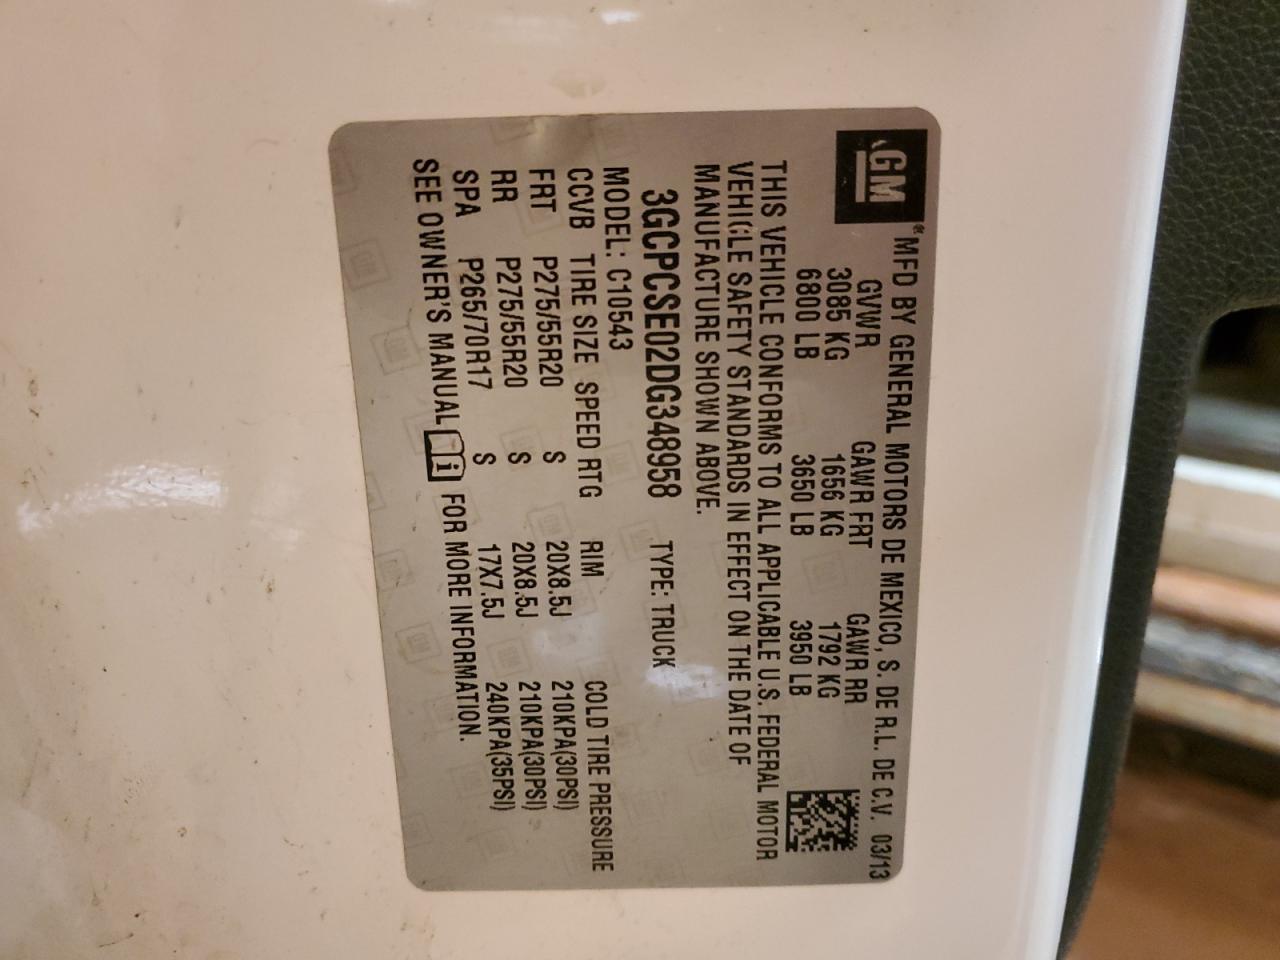 GM
® MFD BY GENERAL MOTORS DE MEXICO, S. DE R.L. DE C.V. 03/13
GVWR GAWR FRT GAWR RR
3085 KG 1656 KG 1792 KG
6800 LB 3650 LB 3950 LB
THIS VEHICLE CONFORMS TO ALL APPLICABLE U.S. FEDERAL MOTOR
VEHICLE SAFETY STANDARDS IN EFFECT ON THE DATE OF
MANUFACTURE SHOWN ABOVE.
3GCPCSE02DG348958 TYPE: TRUCK
MODEL: C10543
CCVB TIRE SIZE SPEED RTG RIM COLD TIRE PRESSURE
FRT P275/55R20 S 20X8.5J 210KPA(30PSI)
RR P275/55R20 S 20X8.5J 210KPA(30PSI)
SPA P265/70R17 S 17X7.5J 240KPA(35PSI)
SEE OWNER'S MANUAL i FOR MORE INFORMATION.